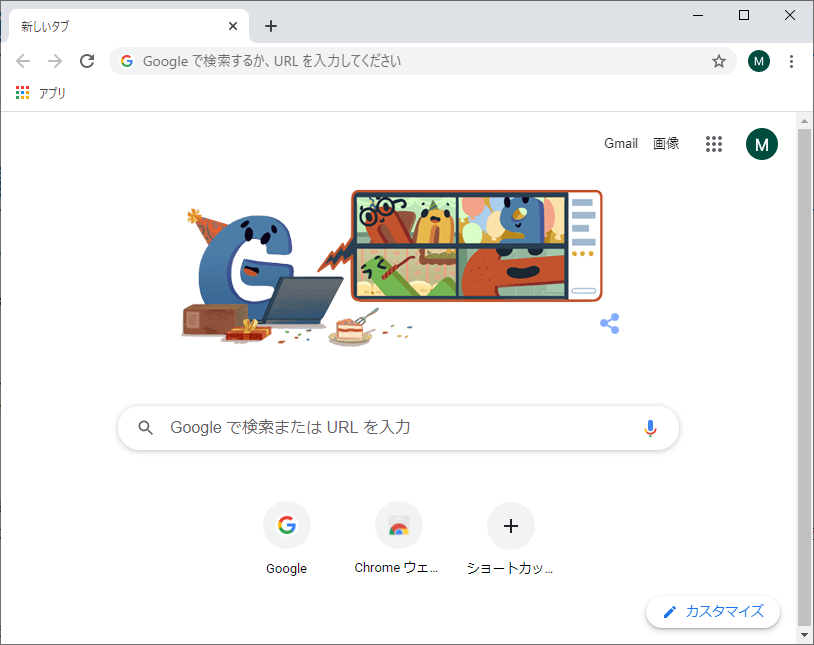 新しいタブ
Google で検索するか、URL を入力してください
M
アプリ
Gmail 画像 M
Google で検索または URL を入力
Google Chrome ウェ... ショートカッ...
カスタマイズ